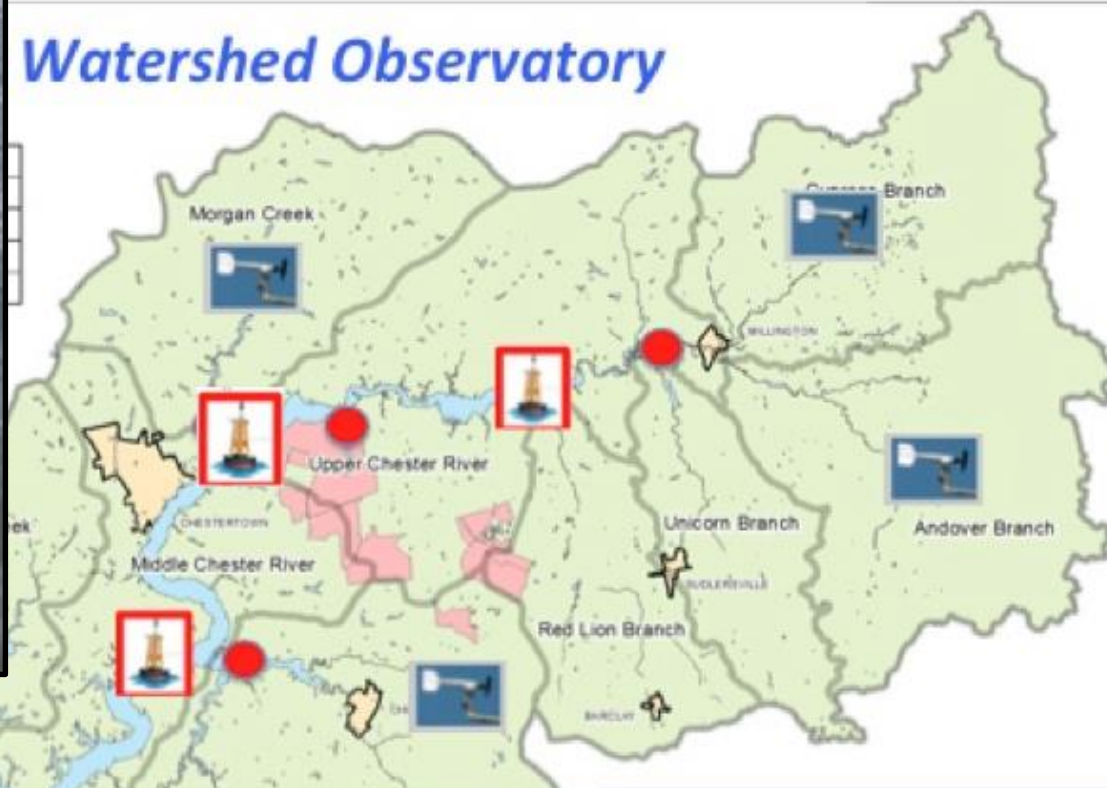 Watershed Observatory
Branch
Morgan Creek
MILLINGTON
Upper Chester River
CHESTERTOWN
Unicorn Branch
Andover Branch
Middle Chester River
SUDLERSVILLE
Red Lion Branch
BARCLAY